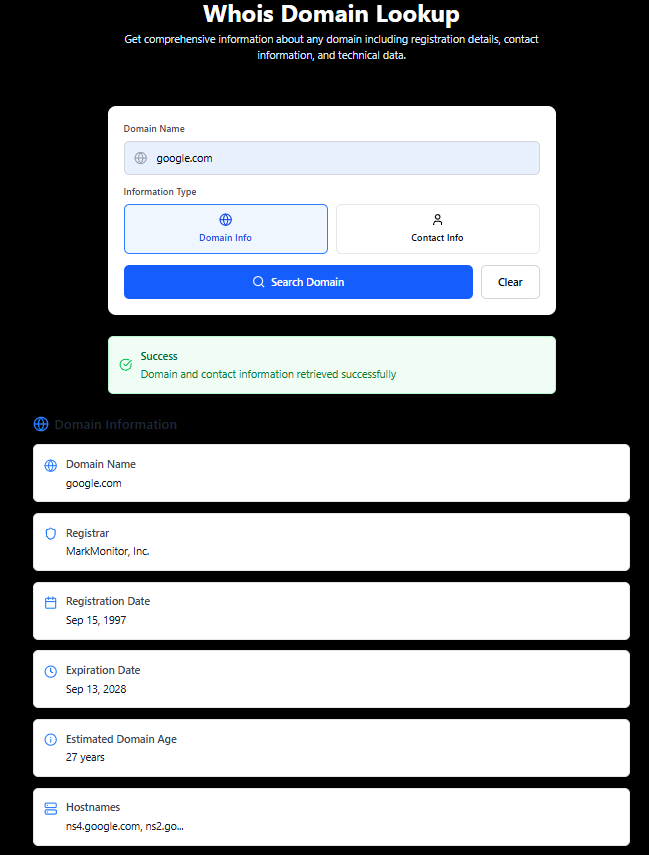 Whois Domain Lookup
Get comprehensive information about any domain including registration details, contact
information, and technical data.
Domain Name
google.com
Information Type
Domain Info
Contact Info
Search Domain
Clear
Success
Domain and contact information retrieved successfully
Domain Information
Domain Name
google.com
Registrar
MarkMonitor, Inc.
Registration Date
Sep 15, 1997
Expiration Date
Sep 13, 2028
Estimated Domain Age
27 years
Hostnames
ns4.google.com, ns2.go...